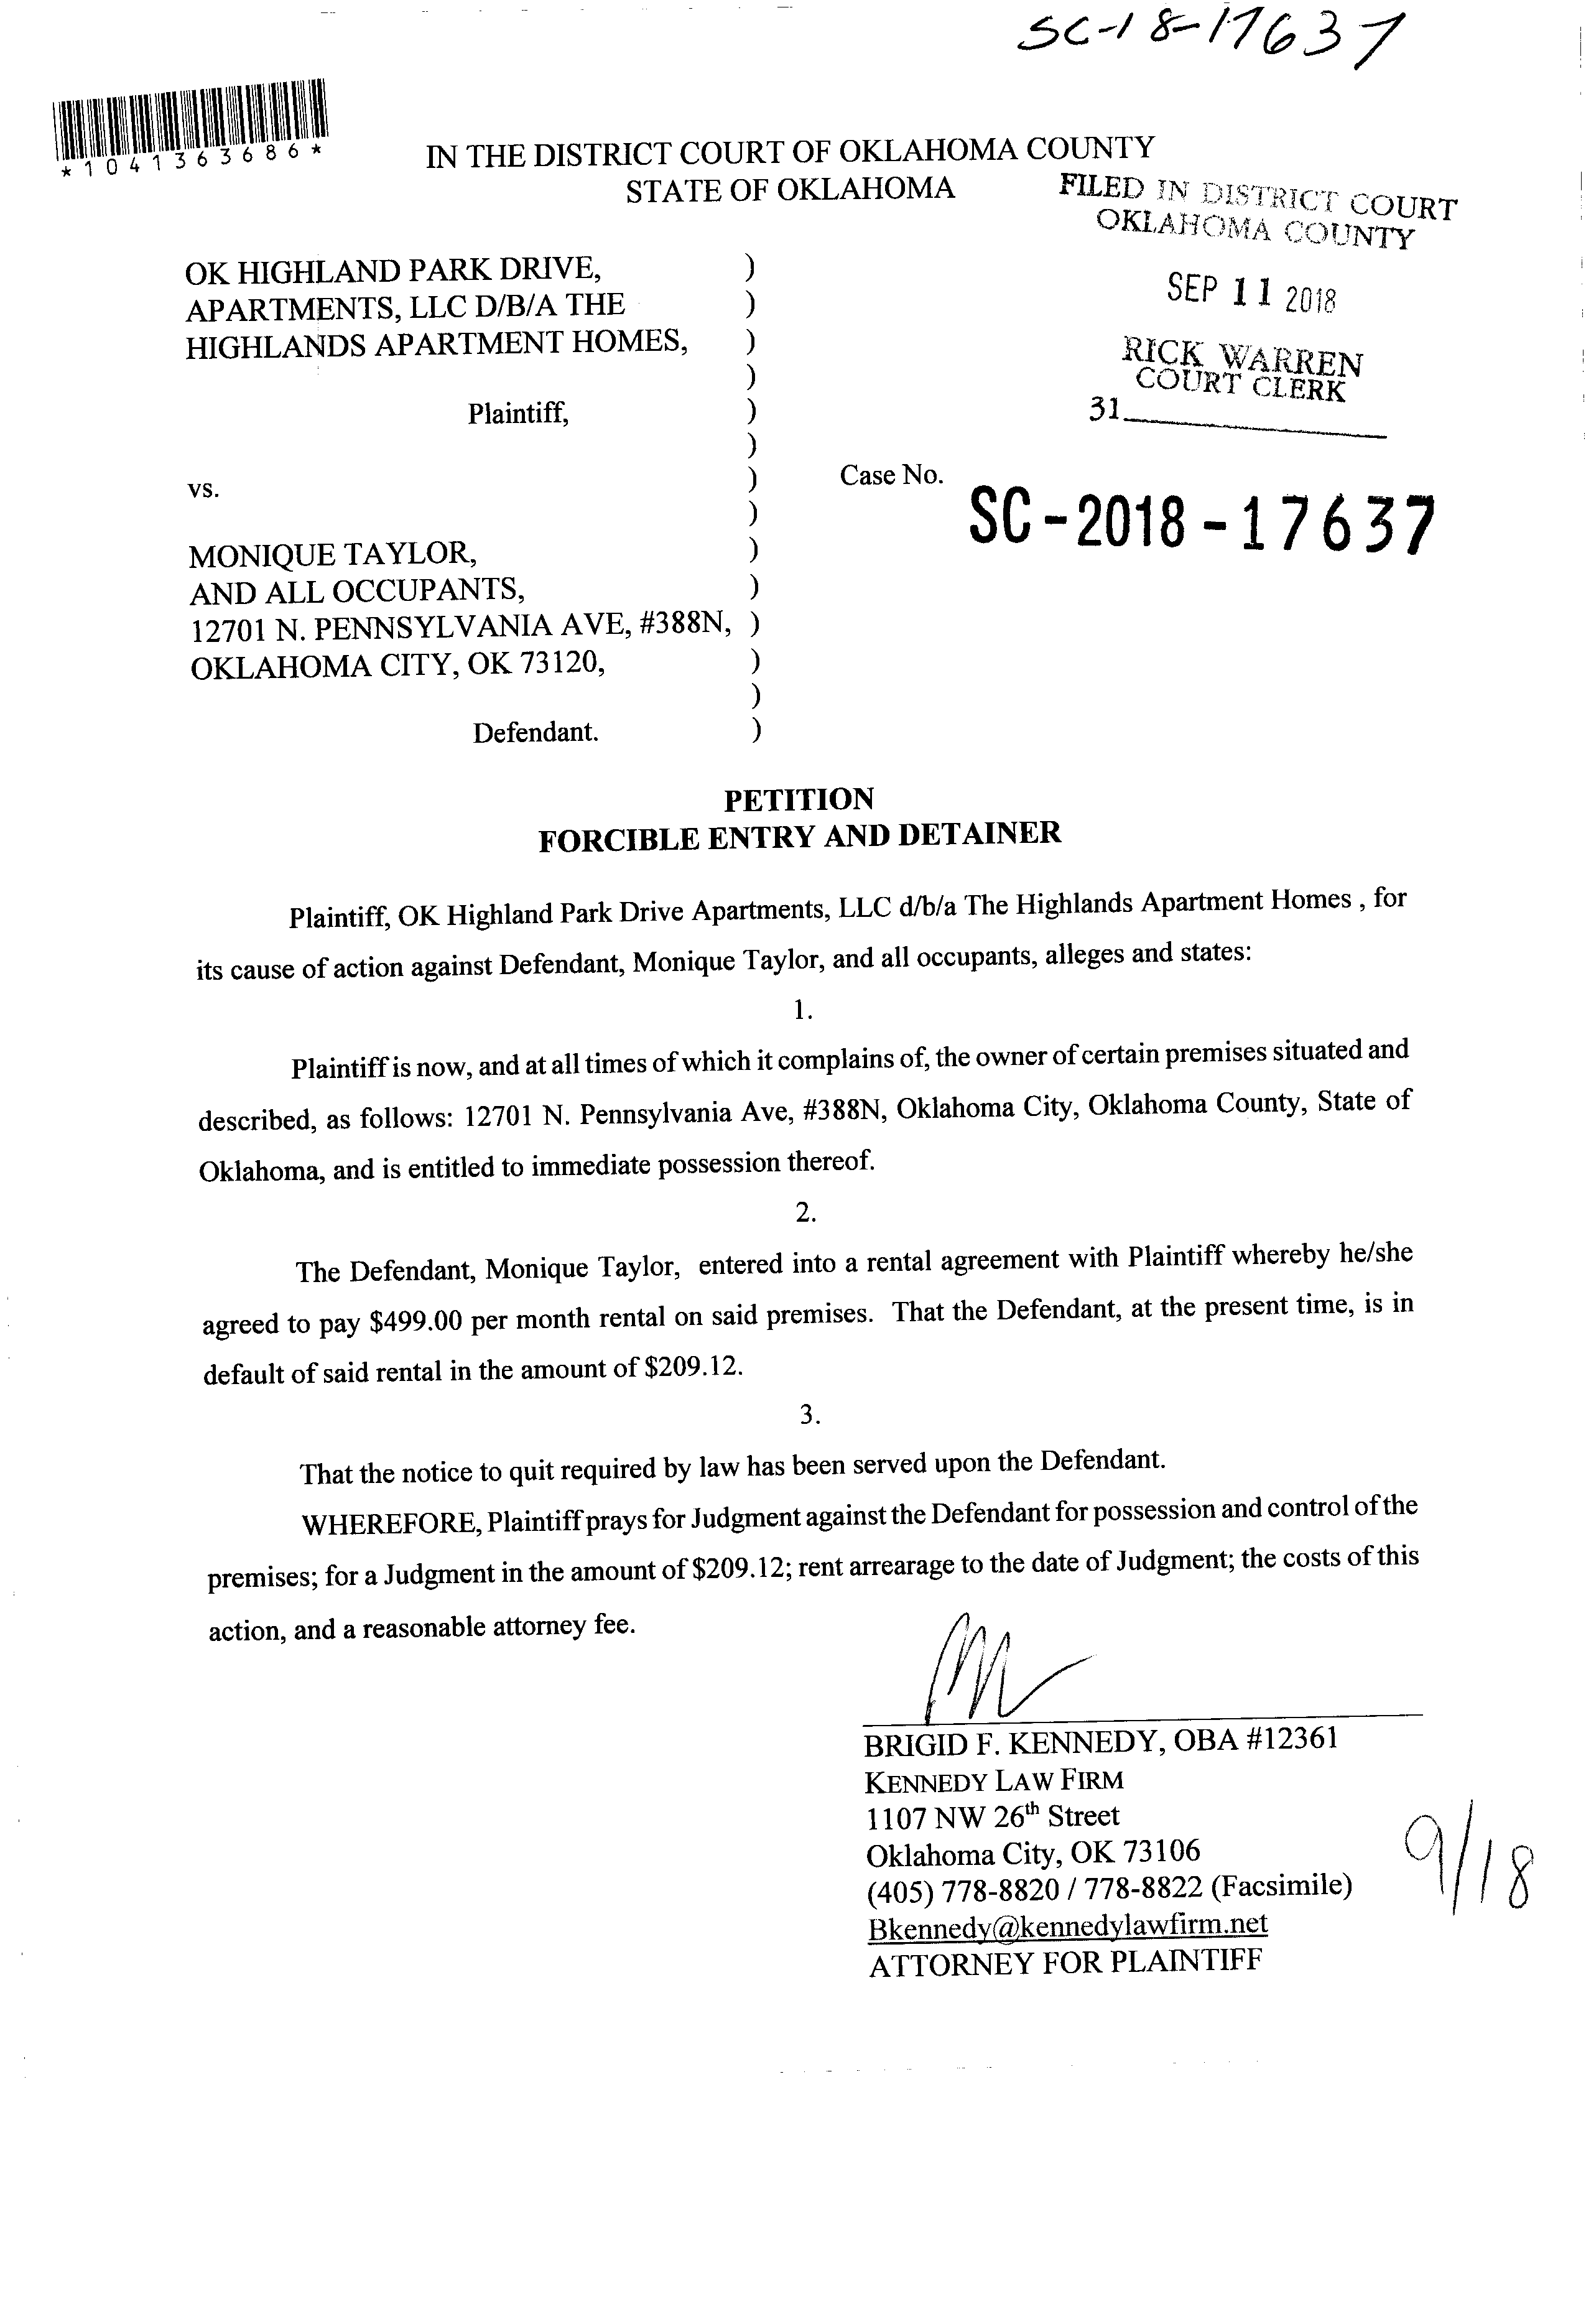 SC-18-17637
*1041363686*
IN THE DISTRICT COURT OF OKLAHOMA COUNTY
STATE OF OKLAHOMA
FILED IN DISTRICT COURT
OKLAHOMA COUNTY
SEP 11 2018
RICK WARREN
COURT CLERK
31
OK HIGHLAND PARK DRIVE, )
APARTMENTS, LLC D/B/A THE )
HIGHLANDS APARTMENT HOMES, )
)
Plaintiff, )
)
vs. )
Case No.
SC-2018-17637
)
MONIQUE TAYLOR, )
AND ALL OCCUPANTS, )
12701 N. PENNSYLVANIA AVE, #388N, )
OKLAHOMA CITY, OK 73120, )
)
Defendant. )
PETITION
FORCIBLE ENTRY AND DETAINER
Plaintiff, OK Highland Park Drive Apartments, LLC d/b/a The Highlands Apartment Homes , for
its cause of action against Defendant, Monique Taylor, and all occupants, alleges and states:
1.
Plaintiff is now, and at all times of which it complains of, the owner of certain premises situated and
described, as follows: 12701 N. Pennsylvania Ave, #388N, Oklahoma City, Oklahoma County, State of
Oklahoma, and is entitled to immediate possession thereof.
2.
The Defendant, Monique Taylor, entered into a rental agreement with Plaintiff whereby he/she
agreed to pay $499.00 per month rental on said premises. That the Defendant, at the present time, is in
default of said rental in the amount of $209.12.
3.
That the notice to quit required by law has been served upon the Defendant.
WHEREFORE, Plaintiff prays for Judgment against the Defendant for possession and control of the
premises; for a Judgment in the amount of $209.12; rent arrearage to the date of Judgment; the costs of this
action, and a reasonable attorney fee.
BRIGID F. KENNEDY, OBA #12361
KENNEDY LAW FIRM
1107 NW 26th Street
Oklahoma City, OK 73106
(405) 778-8820 / 778-8822 (Facsimile)
Bkennedy@kennedylawfirm.net
ATTORNEY FOR PLAINTIFF
9/18